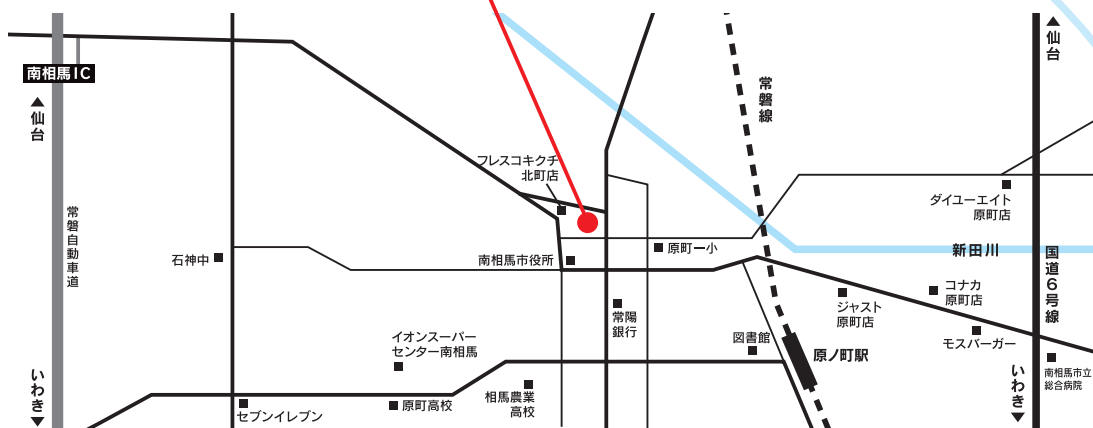 南相馬IC
▲仙台
常磐自動車道
いわき▼
石神中
セブンイレブン
フレスコキクチ
北町店
南相馬市役所
原町一小
常陽
銀行
イオンスーパー
センター南相馬
原町高校
相馬農業
高校
常磐線
図書館
原ノ町駅
ジャスト
原町店
コナカ
原町店
モスバーガー
ダイユーエイト
原町店
新田川
▲仙台
国道6号線
いわき▼
南相馬市立
総合病院